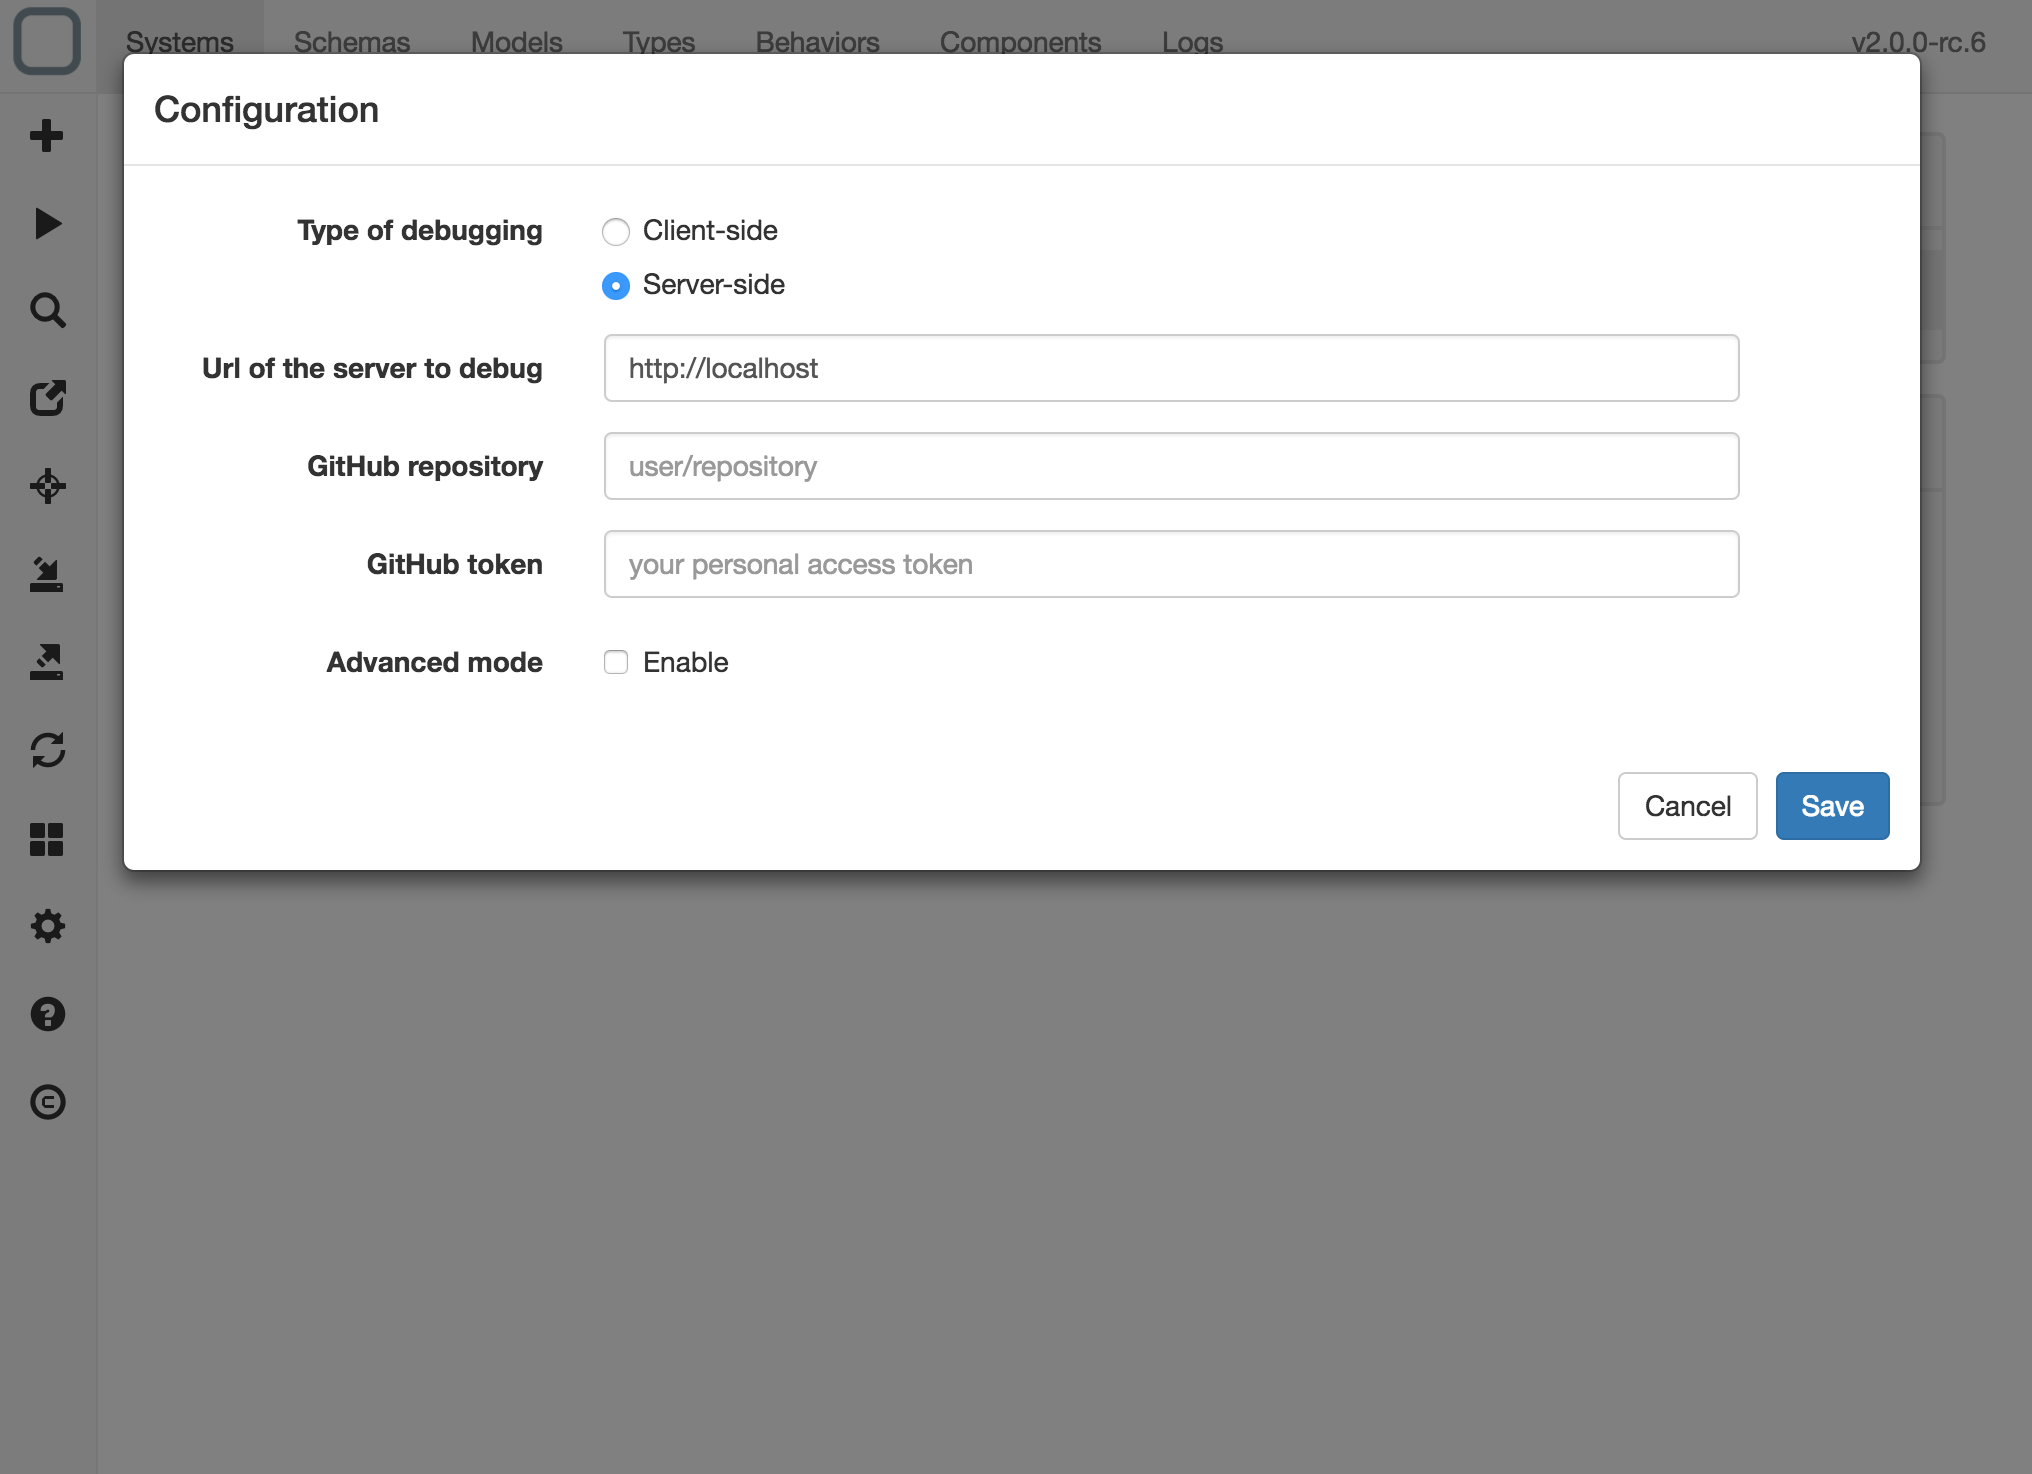 Systems Schemas Models Types Behaviors Components Logs v2.0.0-rc.6
Configuration
Type of debugging Client-side
Server-side
Url of the server to debug http://localhost
GitHub repository user/repository
GitHub token your personal access token
Advanced mode Enable
Cancel Save